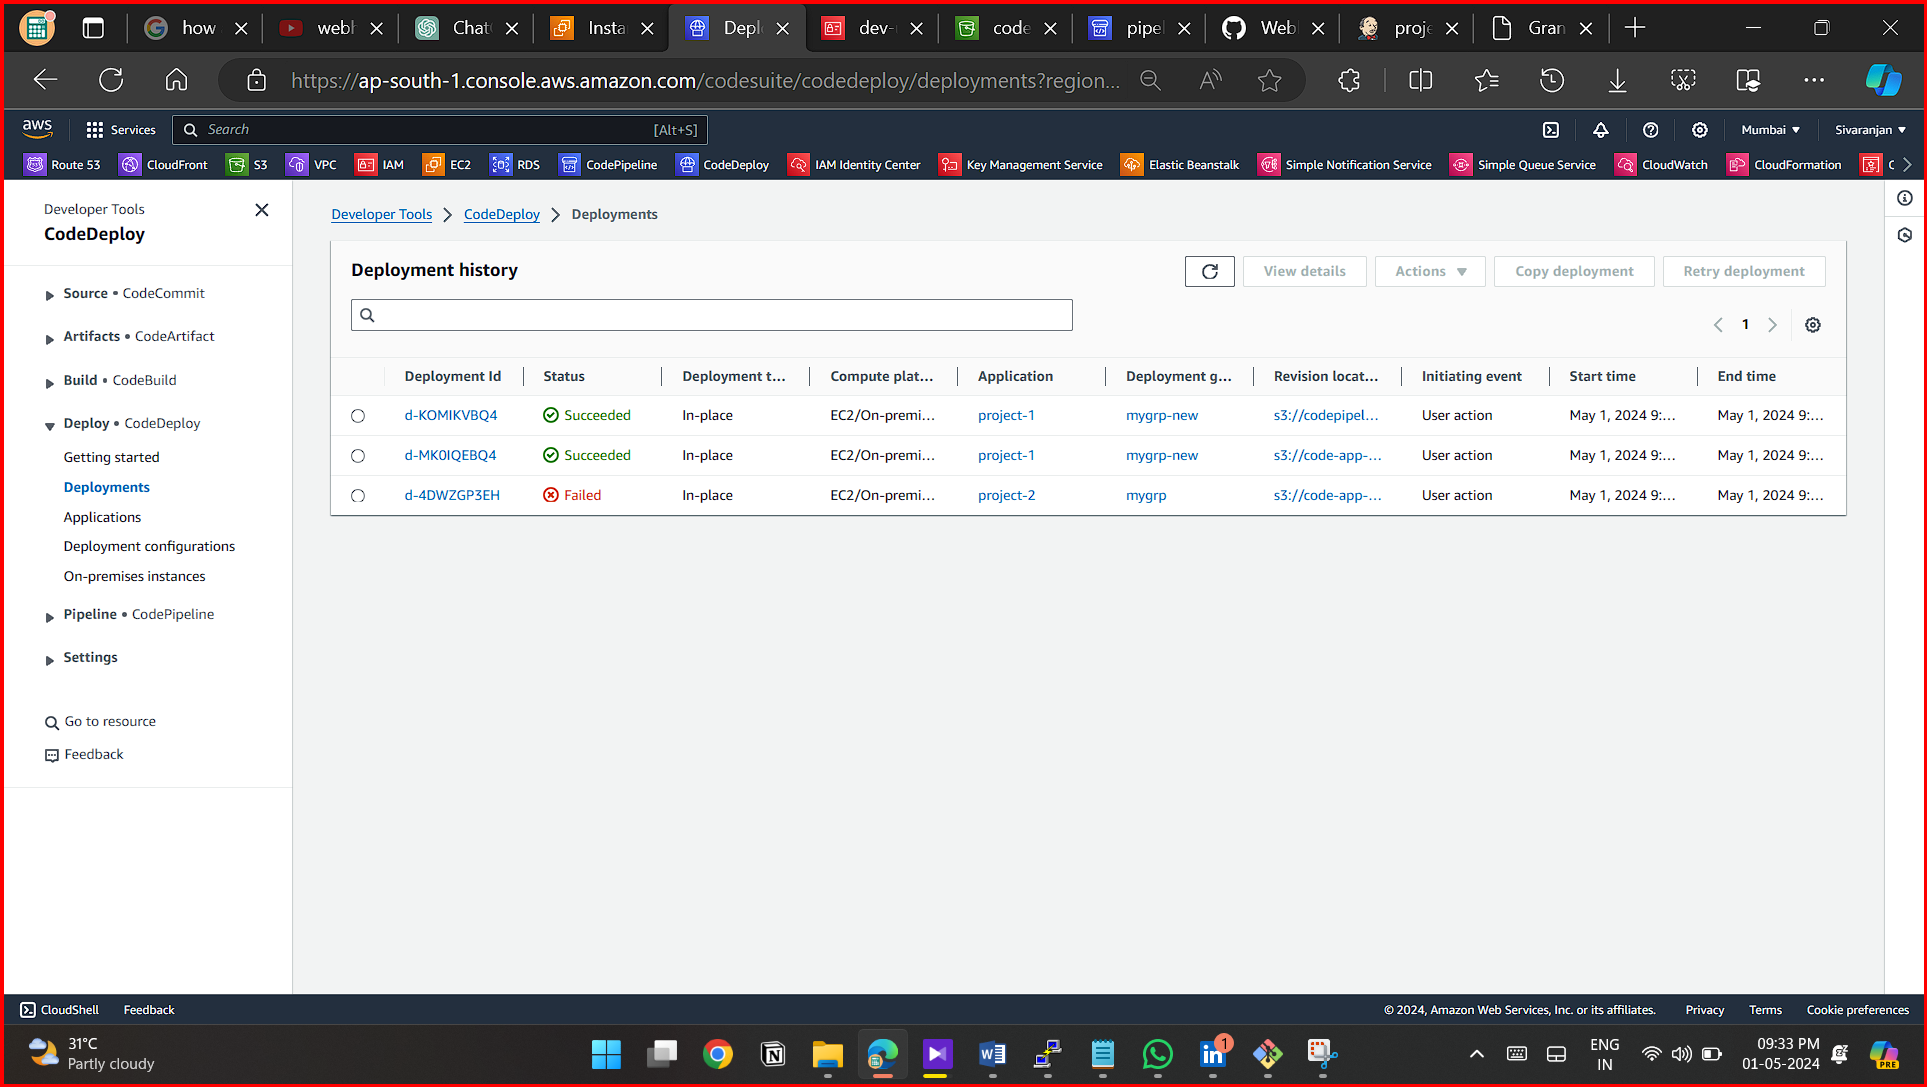 how
webh
Chat
Insta
Depl
dev-
code
pipel
Web
proje
Gran
https://ap-south-1.console.aws.amazon.com/codesuite/codedeploy/deployments?region...
aws
Services
Search
[Alt+S]
Mumbai
Sivaranjan
Route 53
CloudFront
S3
VPC
IAM
EC2
RDS
CodePipeline
CodeDeploy
IAM Identity Center
Key Management Service
Elastic Beanstalk
Simple Notification Service
Simple Queue Service
CloudWatch
CloudFormation
C
Developer Tools
CodeDeploy
Source • CodeCommit
Artifacts • CodeArtifact
Build • CodeBuild
Deploy • CodeDeploy
Getting started
Deployments
Applications
Deployment configurations
On-premises instances
Pipeline • CodePipeline
Settings
Go to resource
Feedback
Developer Tools > CodeDeploy > Deployments
Deployment history
View details
Actions
Copy deployment
Retry deployment
1
Deployment Id Status Deployment t... Compute plat... Application Deployment g... Revision locat... Initiating event Start time End time
d-KOMIKVBQ4 Succeeded In-place EC2/On-premi... project-1 mygrp-new s3://codepipel... User action May 1, 2024 9:... May 1, 2024 9:...
d-MK0IQEBQ4 Succeeded In-place EC2/On-premi... project-1 mygrp-new s3://code-app-... User action May 1, 2024 9:... May 1, 2024 9:...
d-4DWZGP3EH Failed In-place EC2/On-premi... project-2 mygrp s3://code-app-... User action May 1, 2024 9:... May 1, 2024 9:...
CloudShell
Feedback
© 2024, Amazon Web Services, Inc. or its affiliates.
Privacy
Terms
Cookie preferences
31°C
Partly cloudy
1
ENG
IN
09:33 PM
01-05-2024
PRE